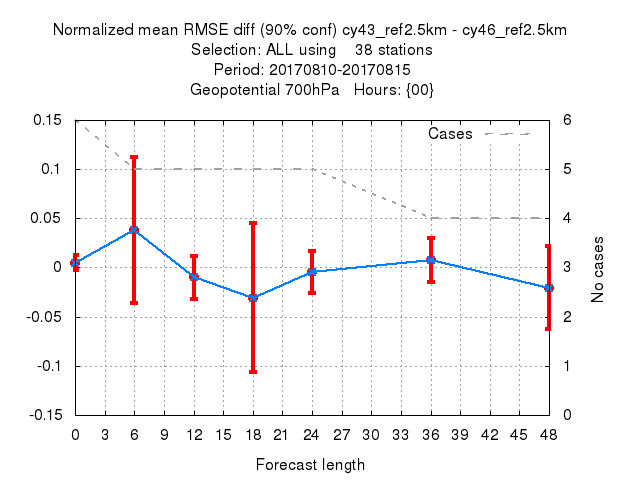 Normalized mean RMSE diff (90% conf) cy43_ref2.5km - cy46_ref2.5km
Selection: ALL using    38 stations
Period: 20170810-20170815
Geopotential 700hPa   Hours: {00}
Cases
0.15
0.1
0.05
0
-0.05
-0.1
-0.15
6
5
4
3
2
1
0
No cases
0 3 6 9 12 15 18 21 24 27 30 33 36 39 42 45 48
Forecast length